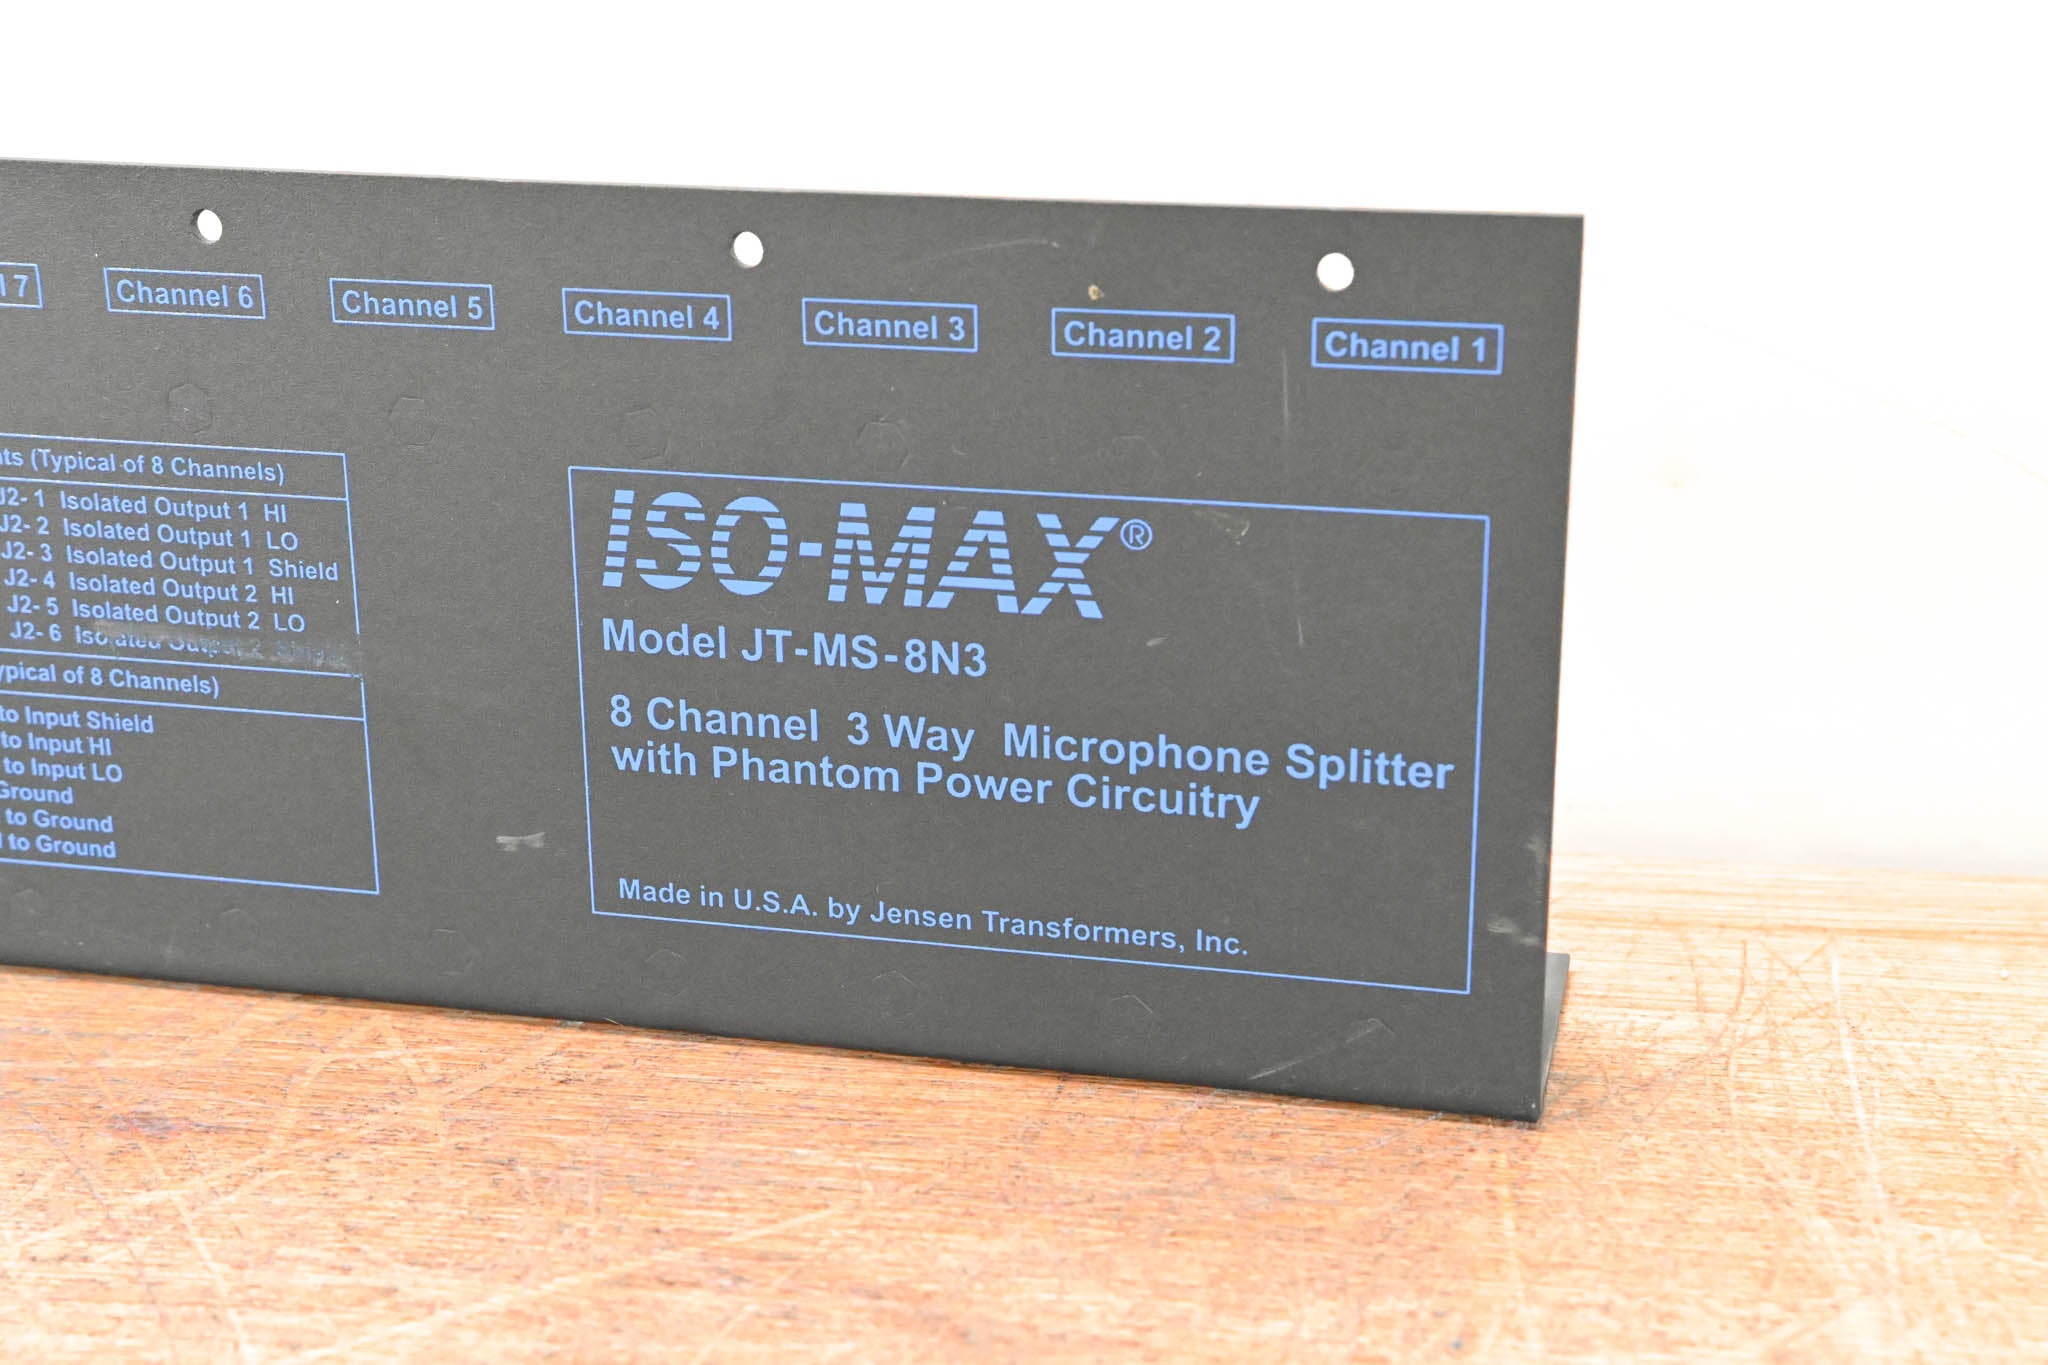 7
Channel 6
Channel 5
Channel 4
Channel 3
Channel 2
Channel 1
(Typical of 8 Channels)
J2- 1 Isolated Output 1 HI
J2- 2 Isolated Output 1 LO
J2- 3 Isolated Output 1 Shield
J2- 4 Isolated Output 2 HI
J2- 5 Isolated Output 2 LO
J2- 6 Isolated Output 2
of 8 Channels)
to Input Shield
to Input HI
to Input LO
Ground
to Ground
to Ground
ISO-MAX®
Model JT-MS-8N3
8 Channel 3 Way Microphone Splitter
with Phantom Power Circuitry
Made in U.S.A. by Jensen Transformers, Inc.